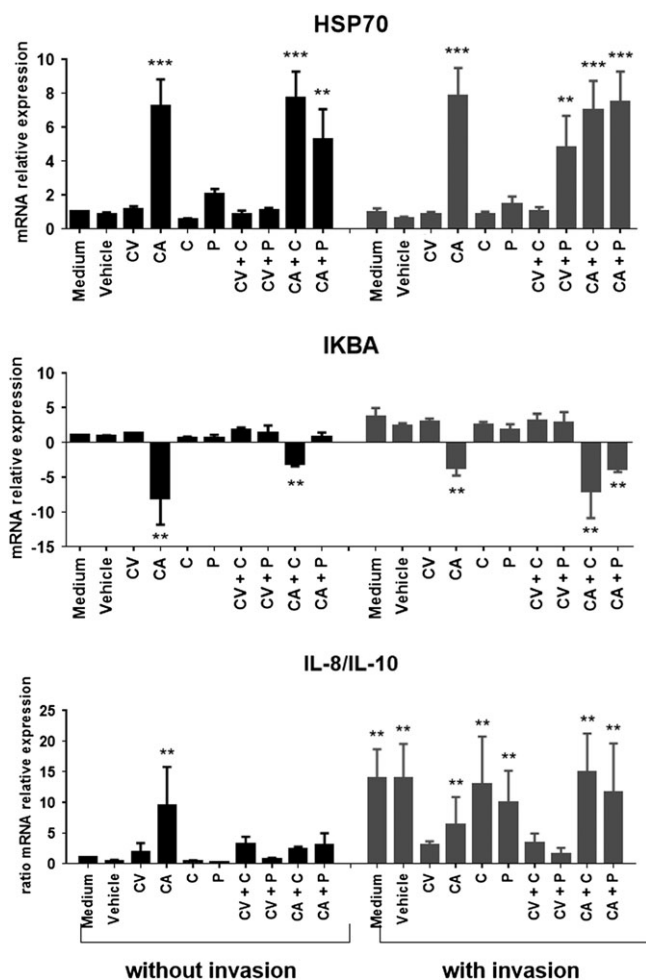 HSP70
mRNA relative expression
10
8
6
4
2
0
*** *** ** *** ** *** ***
Medium Vehicle CV CA C P CV + C CV + P CA + C CA + P Medium Vehicle CV CA C P CV + C CV + P CA + C CA + P
IKBA
mRNA relative expression
10
5
0
-5
-10
-15
** ** ** ** **
Medium Vehicle CV CA C P CV + C CV + P CA + C CA + P Medium Vehicle CV CA C P CV + C CV + P CA + C CA + P
IL-8/IL-10
ratio mRNA relative expression
25
20
15
10
5
0
** ** ** ** ** ** ** **
Medium Vehicle CV CA C P CV + C CV + P CA + C CA + P Medium Vehicle CV CA C P CV + C CV + P CA + C CA + P
without invasion with invasion